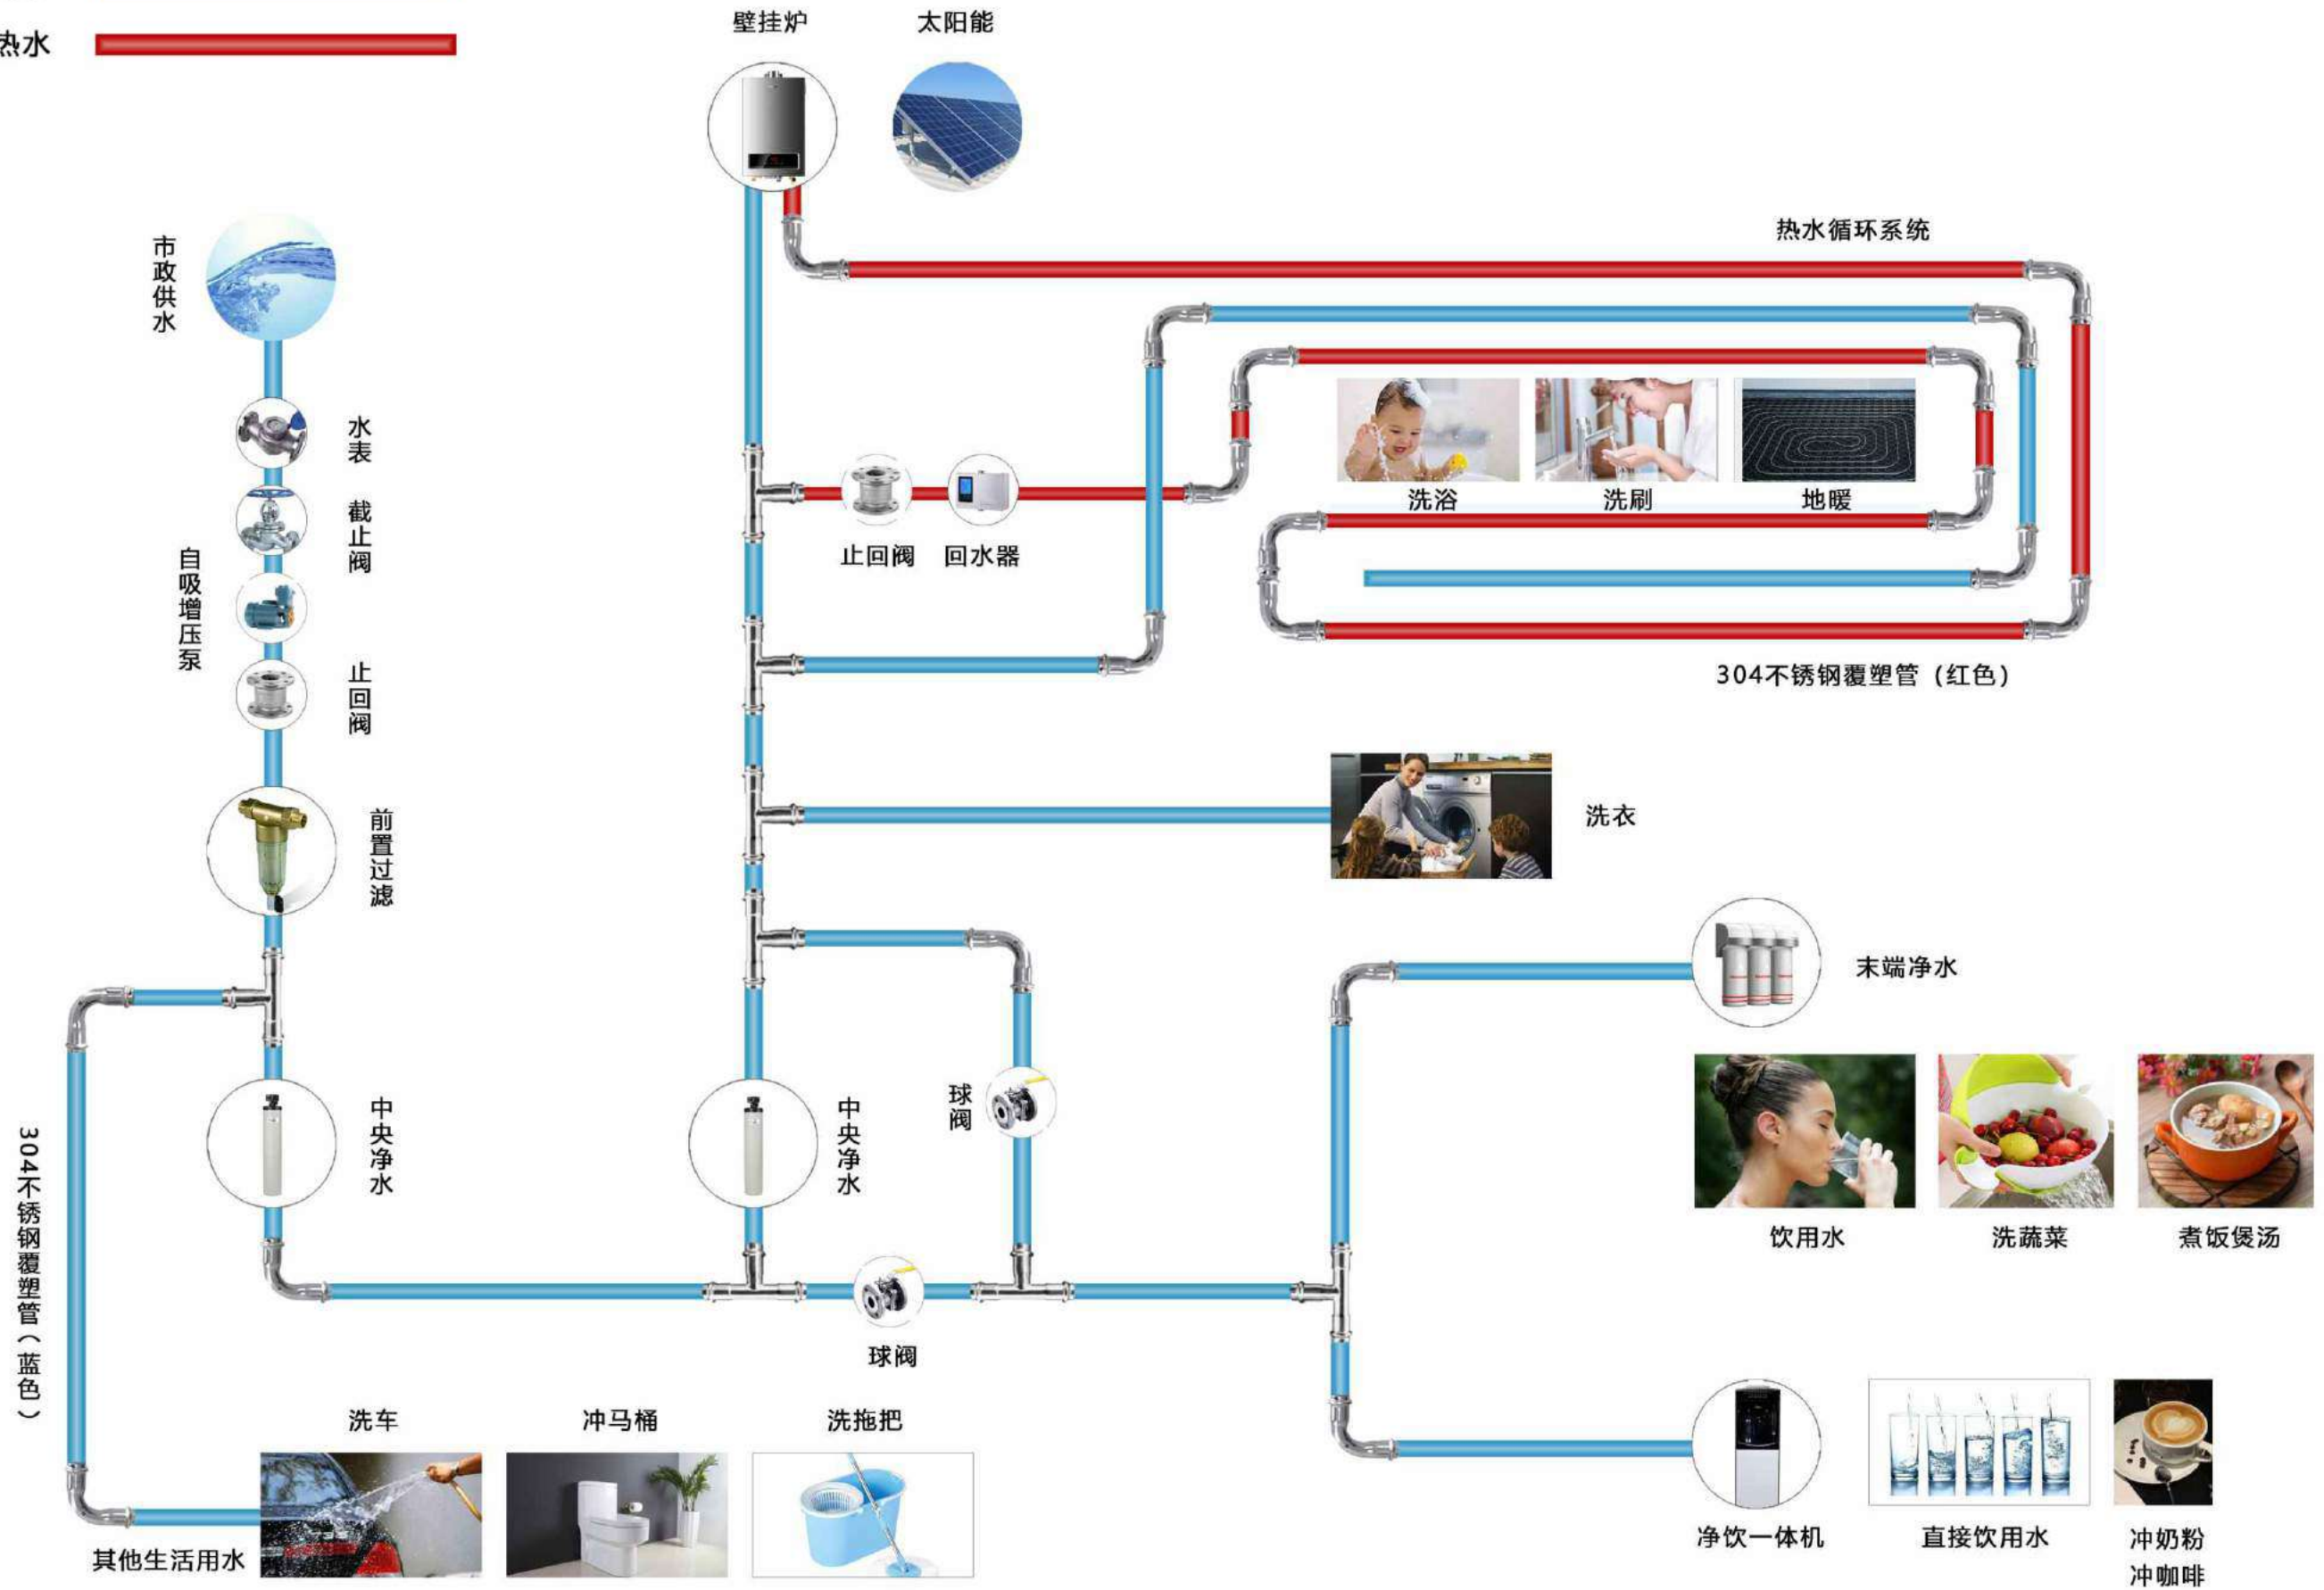 热水
壁挂炉
太阳能
市政供水
热水循环系统
水表
截止阀
自吸增压泵
止回阀
洗浴
洗刷
地暖
止回阀
回水器
304不锈钢覆塑管（红色）
前置过滤
洗衣
末端净水
中央净水
中央净水
球阀
304不锈钢覆塑管（蓝色）
饮用水
洗蔬菜
煮饭煲汤
球阀
洗车
冲马桶
洗拖把
其他生活用水
净饮一体机
直接饮用水
冲奶粉
冲咖啡